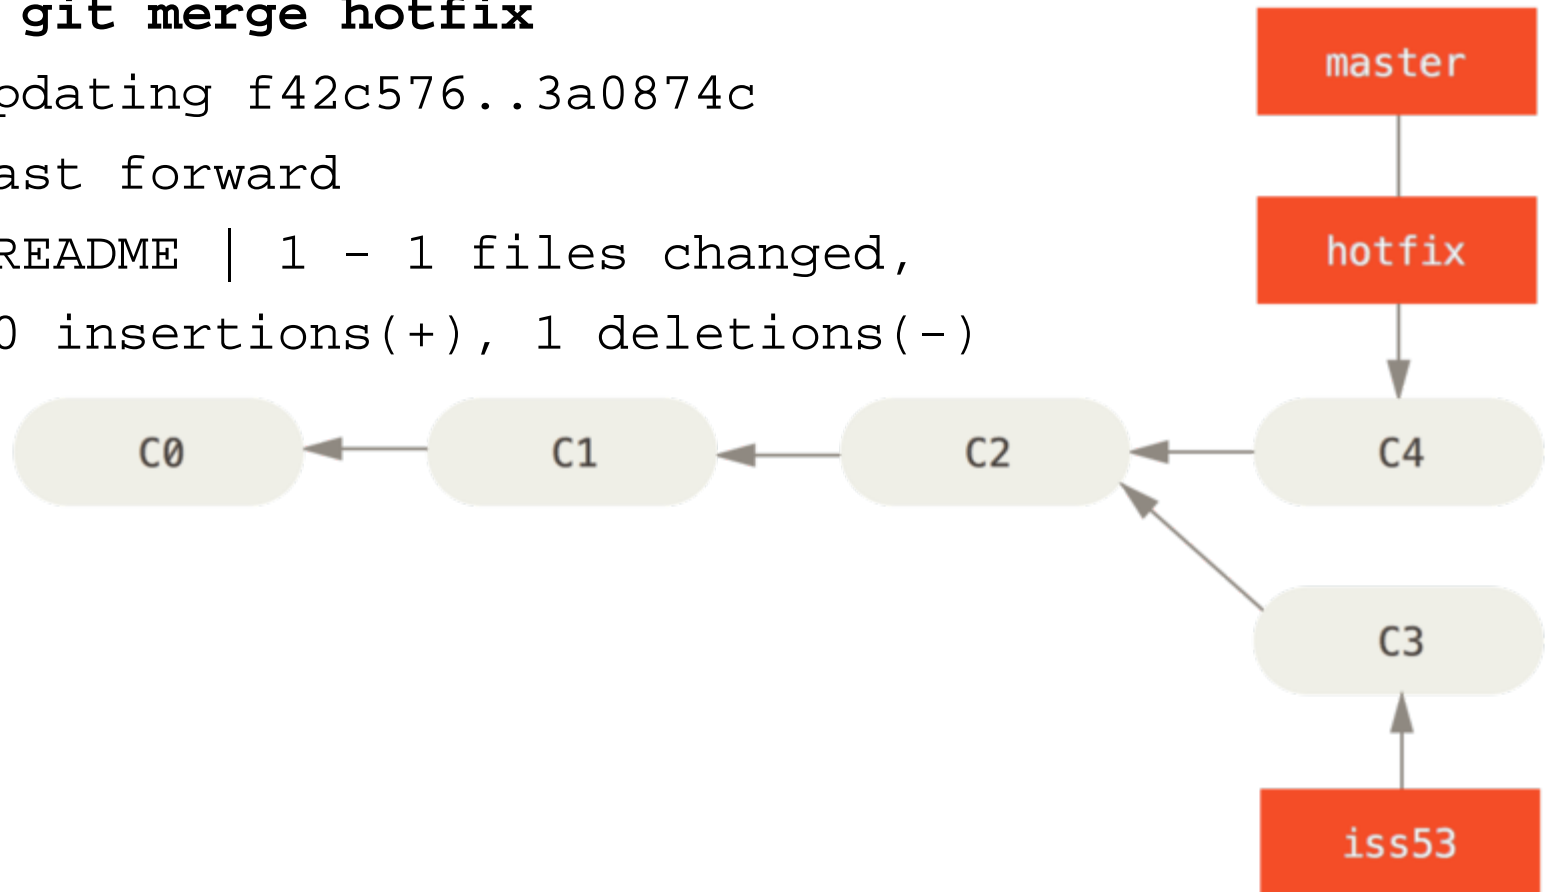 git merge hotfix
pdating f42c576..3a0874c
ast forward
README | 1 - 1 files changed,
0 insertions(+), 1 deletions(-)
master
hotfix
C0 C1 C2 C4
C3
iss53